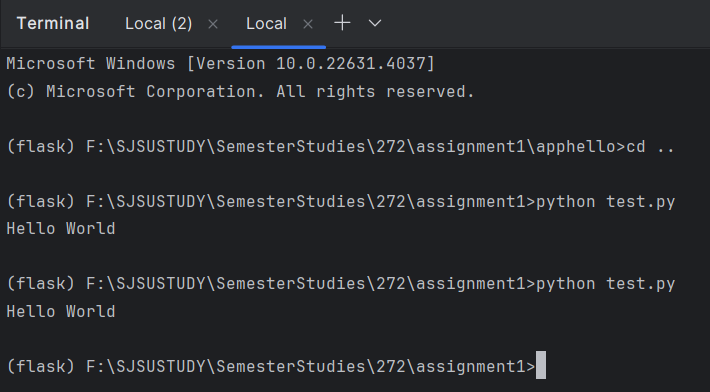 Terminal Local (2) × Local × + ⌄
Microsoft Windows [Version 10.0.22631.4037]
(c) Microsoft Corporation. All rights reserved.
(flask) F:\SJSUSTUDY\SemesterStudies\272\assignment1\apphello>cd ..
(flask) F:\SJSUSTUDY\SemesterStudies\272\assignment1>python test.py
Hello World
(flask) F:\SJSUSTUDY\SemesterStudies\272\assignment1>python test.py
Hello World
(flask) F:\SJSUSTUDY\SemesterStudies\272\assignment1>